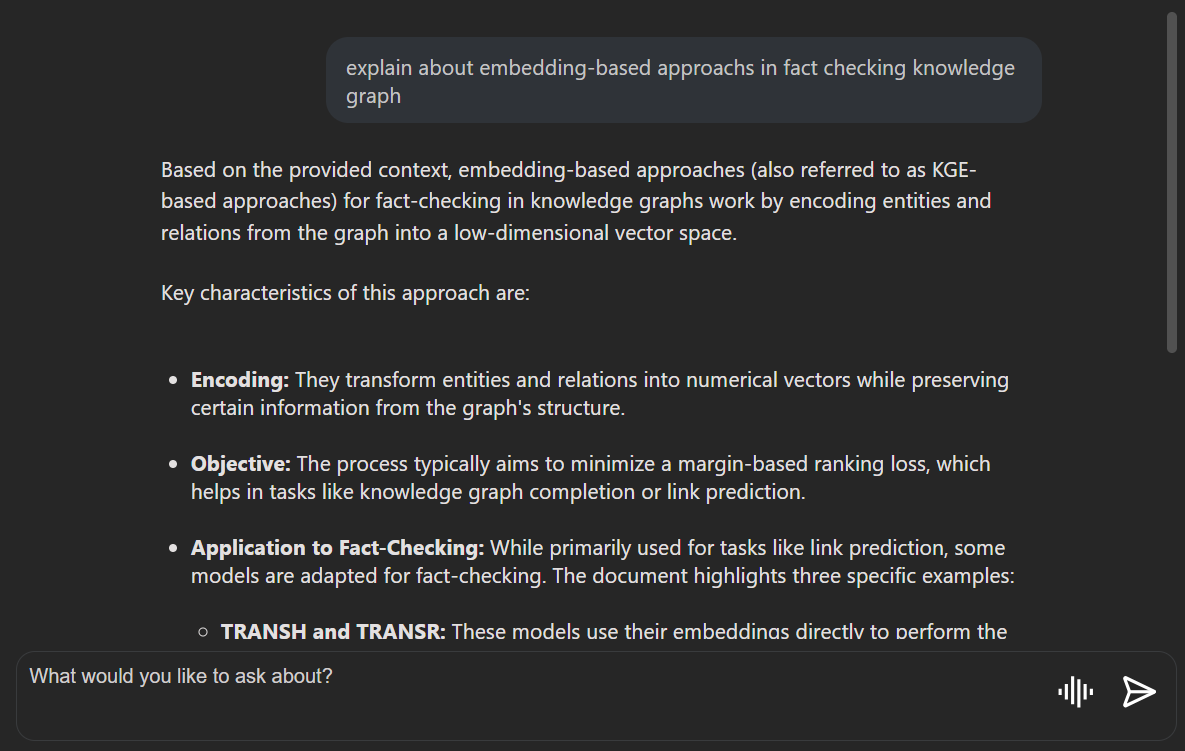 explain about embedding-based approachs in fact checking knowledge
graph
Based on the provided context, embedding-based approaches (also referred to as KGE-
based approaches) for fact-checking in knowledge graphs work by encoding entities and
relations from the graph into a low-dimensional vector space.
Key characteristics of this approach are:
Encoding: They transform entities and relations into numerical vectors while preserving
certain information from the graph's structure.
Objective: The process typically aims to minimize a margin-based ranking loss, which
helps in tasks like knowledge graph completion or link prediction.
Application to Fact-Checking: While primarily used for tasks like link prediction, some
models are adapted for fact-checking. The document highlights three specific examples:
TRANSH and TRANSR: These models use their embeddings directly to perform the
What would you like to ask about?